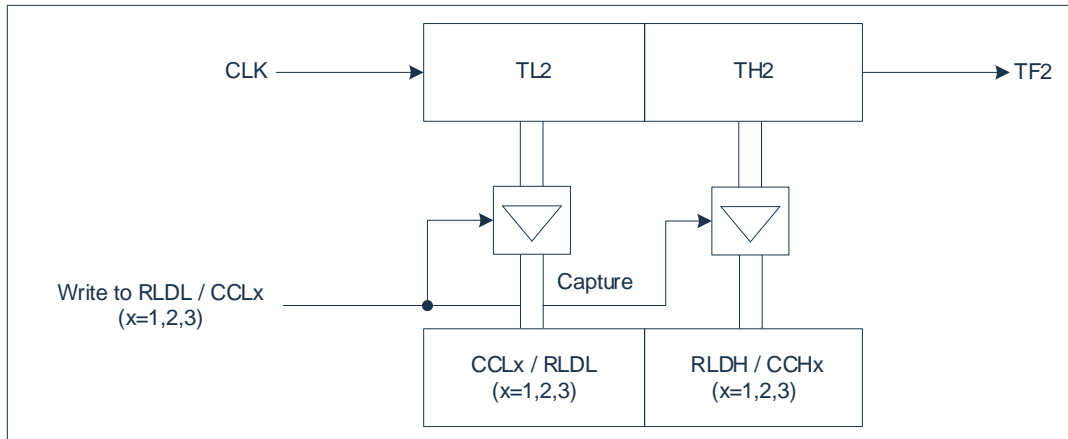 CLK
TL2
TH2
TF2
Capture
Write to RLDL / CCLx
(x=1,2,3)
CCLx / RLDL
(x=1,2,3)
RLDH / CCHx
(x=1,2,3)